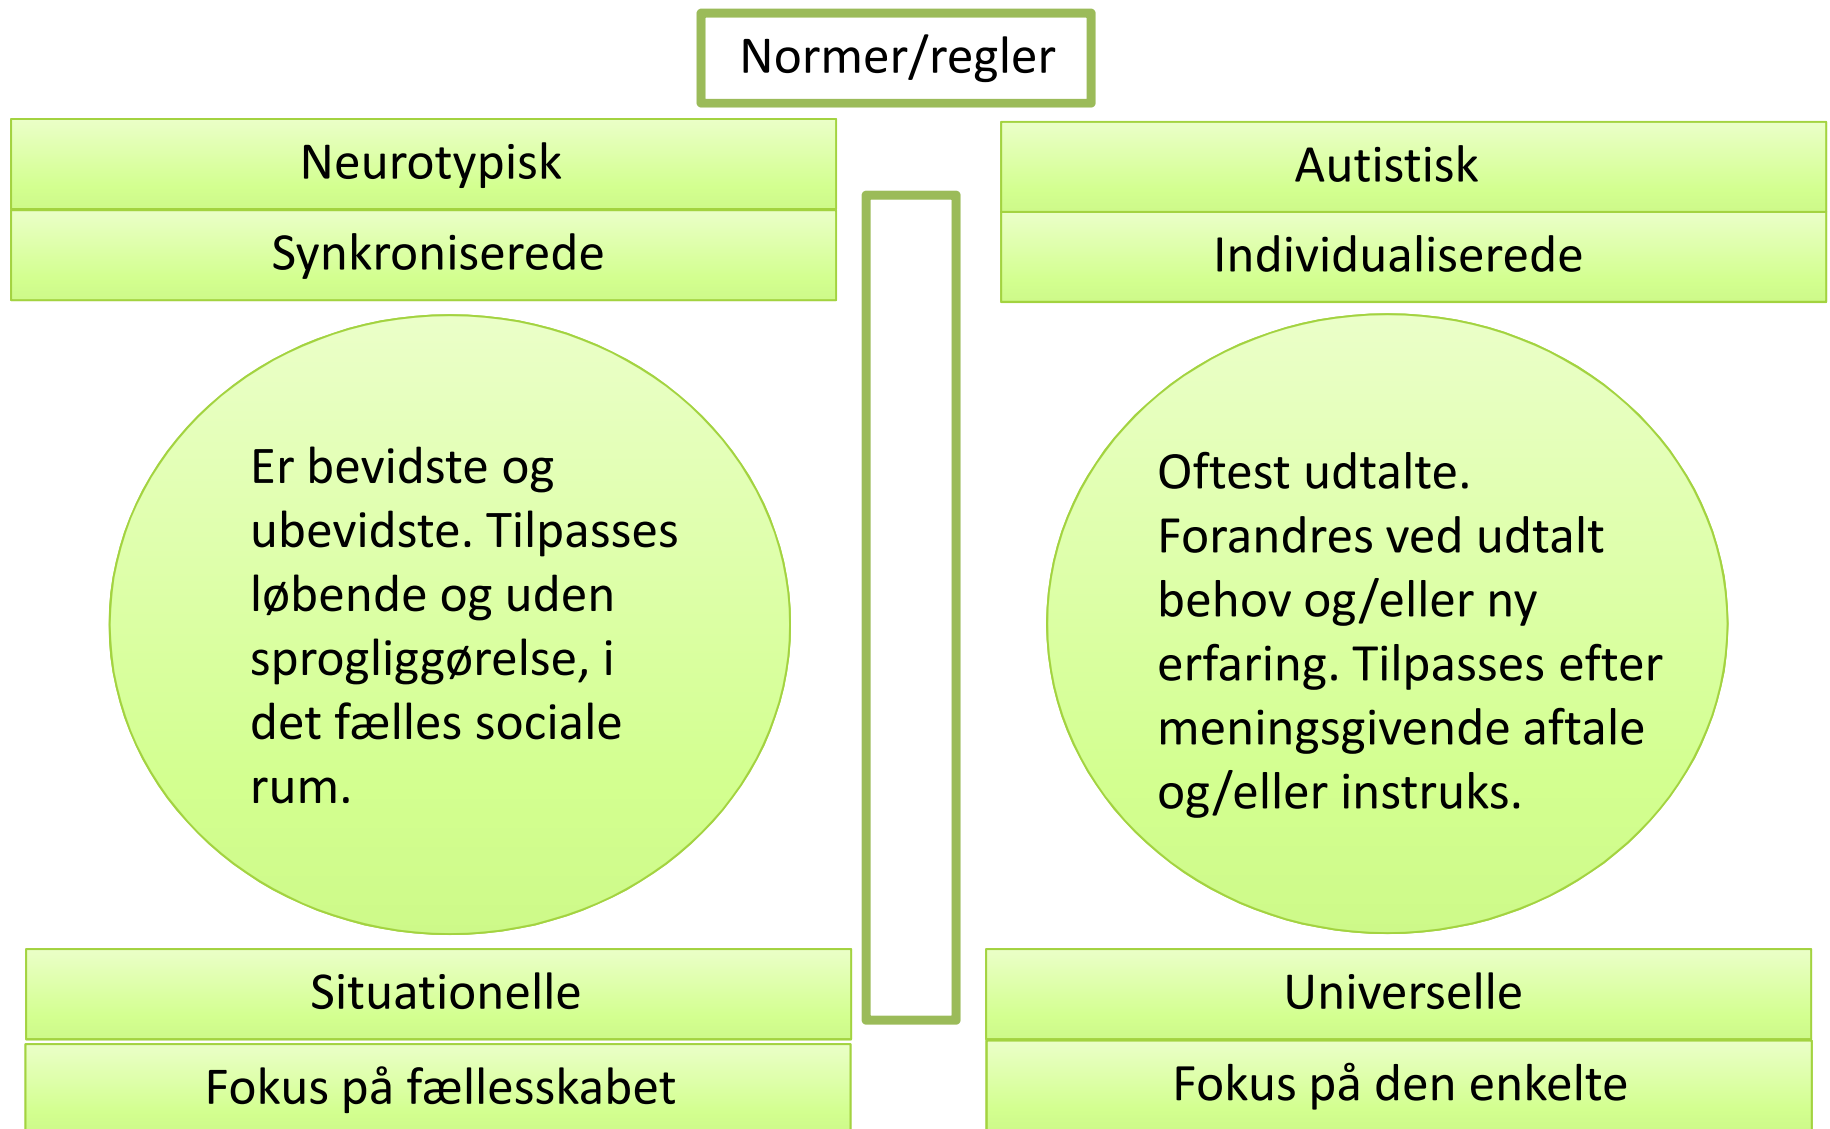 Normer/regler
Neurotypisk
Synkroniserede
Er bevidste og
ubevidste. Tilpasses
løbende og uden
sprogliggørelse, i
det fælles sociale
rum.
Situationelle
Fokus på fællesskabet
Autistisk
Individualiserede
Oftest udtalte.
Forandres ved udtalt
behov og/eller ny
erfaring. Tilpasses efter
meningsgivende aftale
og/eller instruks.
Universelle
Fokus på den enkelte